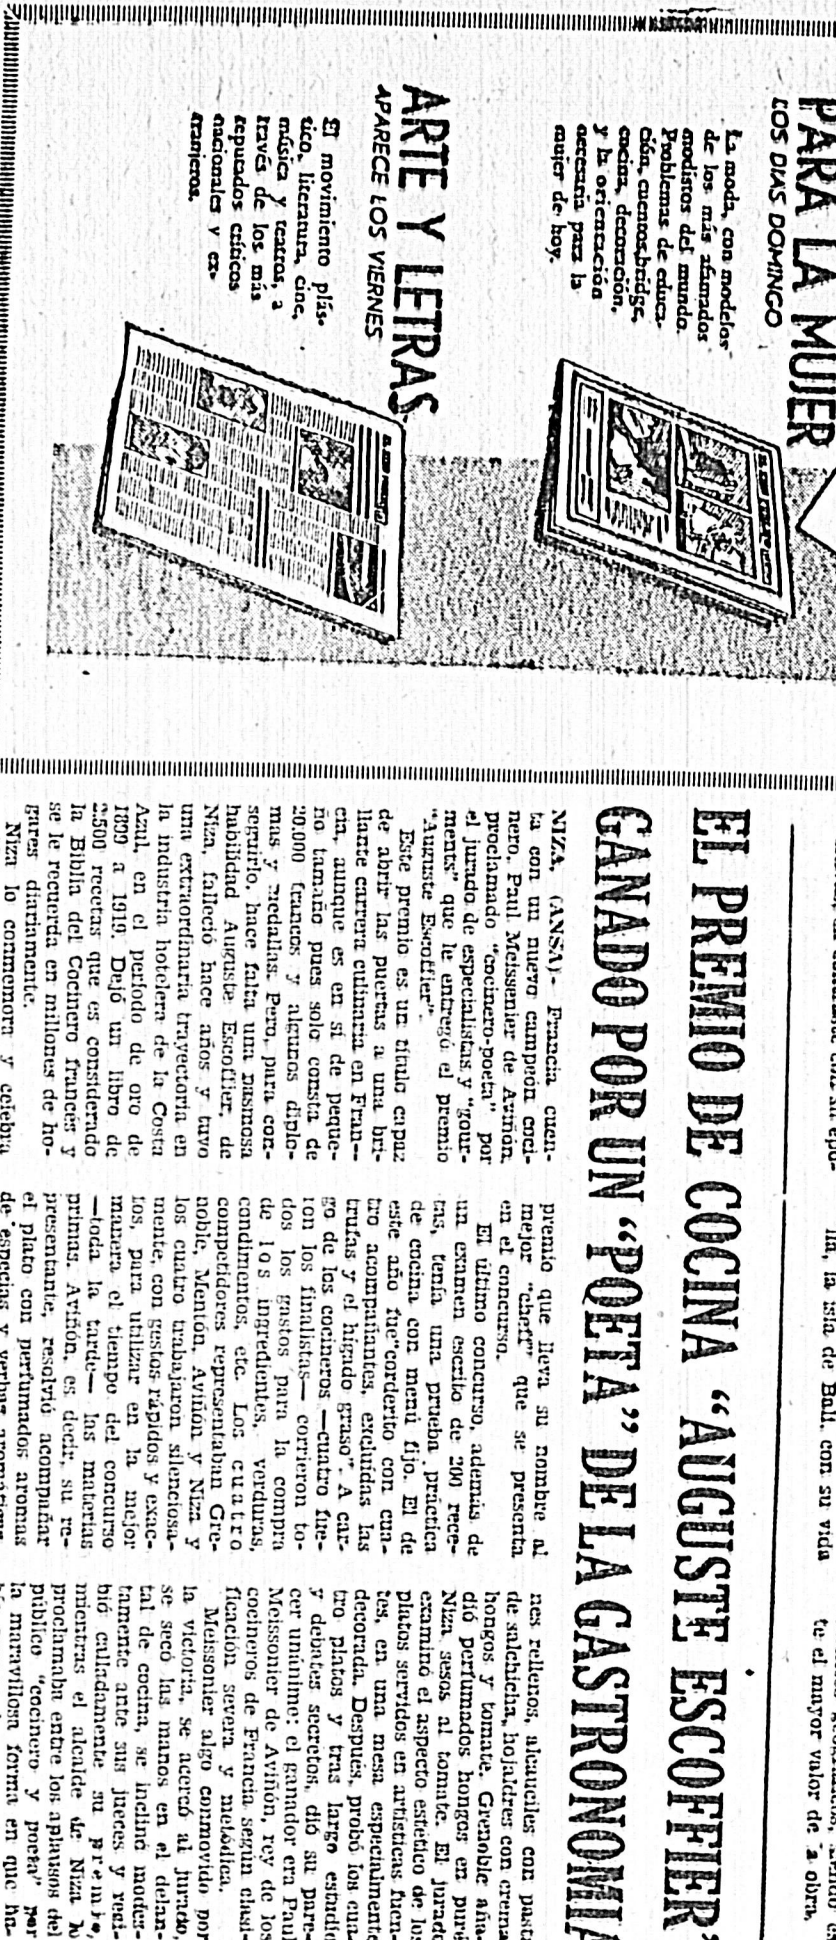 PARA LA MUJER
LOS DIAS DOMINGO
La moda, con modelos
de los más afamados
modistos del mundo.
Problemas de educa-
ción, cuentos, bridge,
cocina, decoración,
y la orientación
necesaria para la
mujer de hoy.
ARTE Y LETRAS
APARECE LOS VIERNES
El movimiento plás-
tico, literatura, cine,
música y teatros, a
través de los más
reputados críticos
nacionales y ex-
tranjeros.
lla, la isla de Bali, con su vida
te el mayor valor de la obra.
EL PREMIO DE COCINA “AUGUSTE ESCOFFIER”
GANADO POR UN “POETA” DE LA GASTRONOMIA
NIZA, (ANSA)- Francia cuen-
ta con un nuevo campeón coci-
nero, Paul Meissenier de Aviñón,
proclamado "cocinero-poeta" por
el jurado de especialistas y "gour-
ments" que le entregó el premio
"Auguste Escoffier".
Este premio es un título capaz
de abrir las puertas a una bri-
llante carrera culinaria en Fran-
cia, aunque es en sí de peque-
ño tamaño pues solo consta de
20.000 francos y algunos diplo-
mas y medallas. Pero, para con-
seguirlo, hace falta una pasmosa
habilidad Auguste Escoffier, de
Niza, falleció hace años y tuvo
una extraordinaria trayectoria en
la industria hotelera de la Costa
Azul, en el período de oro de
1899 a 1919. Dejó un libro de
2.500 recetas que es considerado
la Biblia del Cocinero francés y
se le recuerda en millones de ho-
gares diariamente.
Niza lo conmemora y celebra
premio que lleva su nombre al
mejor "cheff" que se presenta
en el concurso.
El último concurso, además de
un examen escrito de 200 rece-
tas, tenía una prueba práctica
de cocina con menú fijo. El de
este año fue "corderito con cua-
tro acompañantes, excluidas las
trufas y el hígado graso". A car-
go de los cocineros —cuatro fue-
ron los finalistas— corrieron to-
dos los gastos para la compra
de los ingredientes, verduras,
condimentos, etc. Los cuatro
competidores representaban Gre-
noble, Mentón, Aviñón y Niza y
los cuatro trabajaron silenciosa-
mente, con gestos rápidos y exac-
tos, para utilizar en la mejor
manera el tiempo del concurso
—toda la tarde— las materias
primas. Aviñón, es decir, su re-
presentante, resolvió acompañar
el plato con perfumados aromas
de especias y yerbas aromáticas
nes rellenos, alcauciles con pasta
de salchicha, hojaldres con crema
hongos y tomate. Grenoble aña-
dió perfumados hongos en puré
Niza sesos al tomate. El jurado
examinó el aspecto estético de los
platos servidos en artísticas fuen-
tes, en una mesa especialmente
decorada. Después, probó los cua-
tro platos y tras largo estudio
y debates secretos, dió su pare-
cer unánime: el ganador era Paul
Meissonier de Aviñón, rey de los
cocineros de Francia según clasi-
ficación severa y metódica.
Meissonier algo conmovido por
la victoria, se acercó al jurado,
se secó las manos en el delan-
tal de cocina, se inclinó modes-
tamente ante sus jueces y reci-
bió calladamente su premio,
mientras el alcalde de Niza lo
proclamaba entre los aplausos del
público "cocinero y poeta" por
la maravillosa forma en que ha-